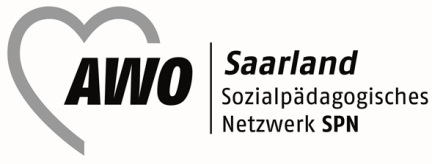 AWO
Saarland
Sozialpädagogisches
Netzwerk SPN